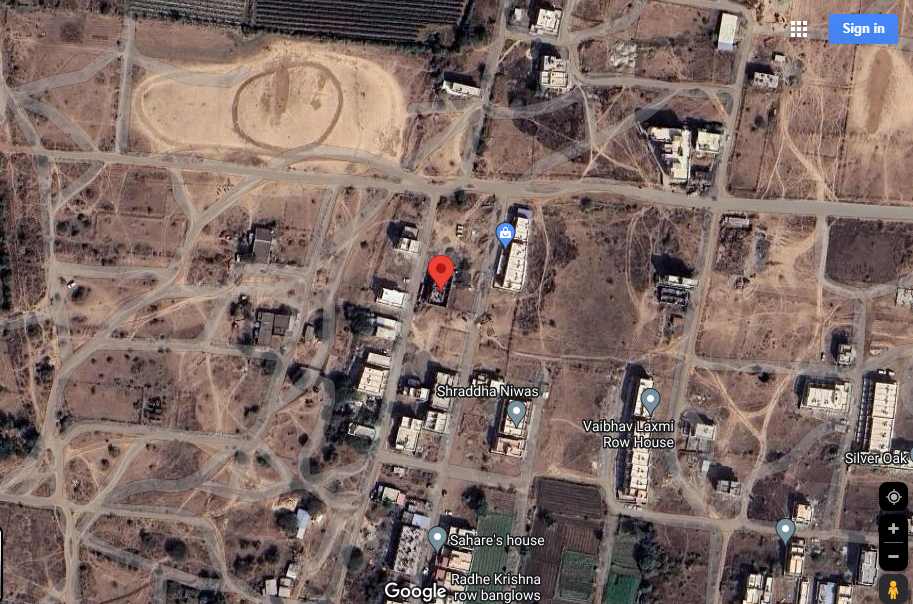 Sign in
Shraddha Niwas
Vaibhav Laxmi
Row House
Silver Oak
Sahare's house
Radhe Krishna
row banglows
Google